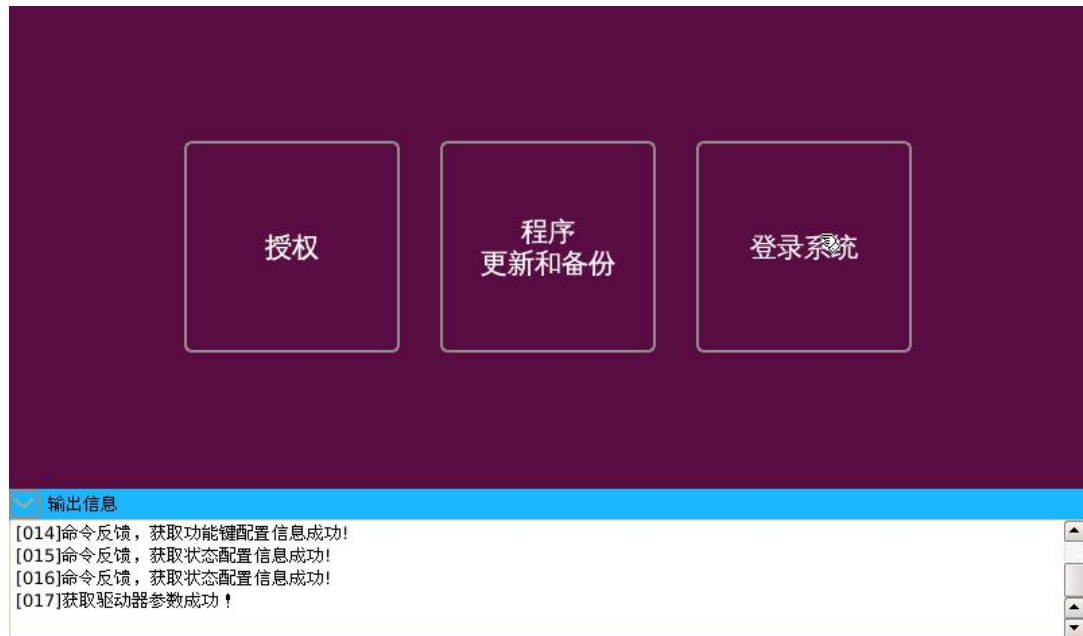 授权
程序
更新和备份
登录系统
输出信息
[014]命令反馈，获取功能键配置信息成功!
[015]命令反馈，获取状态配置信息成功!
[016]命令反馈，获取状态配置信息成功!
[017]获取驱动器参数成功！